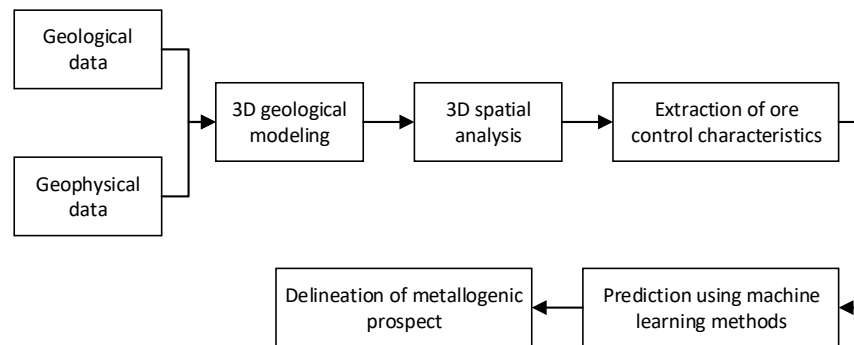 Geological
data
Geophysical
data
3D geological
modeling
3D spatial
analysis
Extraction of ore
control characteristics
Prediction using machine
learning methods
Delineation of metallogenic
prospect